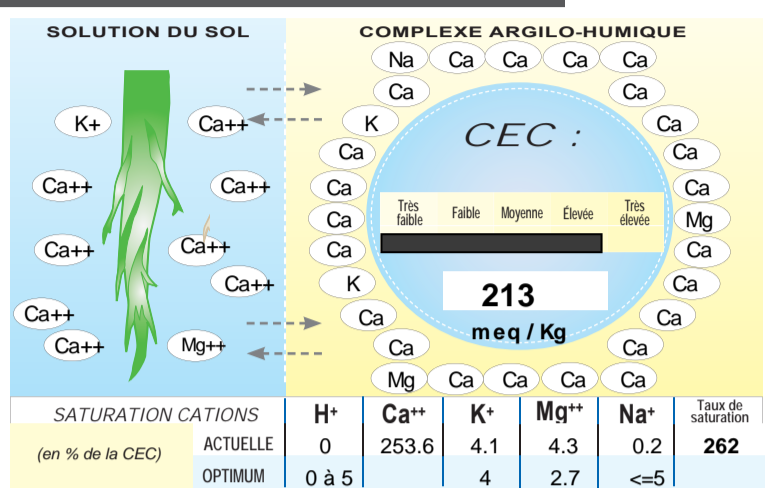 SOLUTION DU SOL
COMPLEXE ARGILO-HUMIQUE
Na Ca Ca Ca Ca
Ca Ca
K+ Ca++ K CEC : Ca
Ca Ca
Ca++ Ca++ Ca Ca
Très faible Faible Moyenne Élevée Très élevée
Ca Mg
Ca++ Ca++ Ca Ca
Ca++ K Ca
213
Ca++ Ca Ca
meq / Kg
Ca++ Mg++ Ca Ca
Mg Ca Ca Ca Ca
SATURATION CATIONS H+ Ca++ K+ Mg++ Na+ Taux de saturation
(en % de la CEC)
ACTUELLE 0 253.6 4.1 4.3 0.2 262
OPTIMUM 0 à 5 4 2.7 <=5